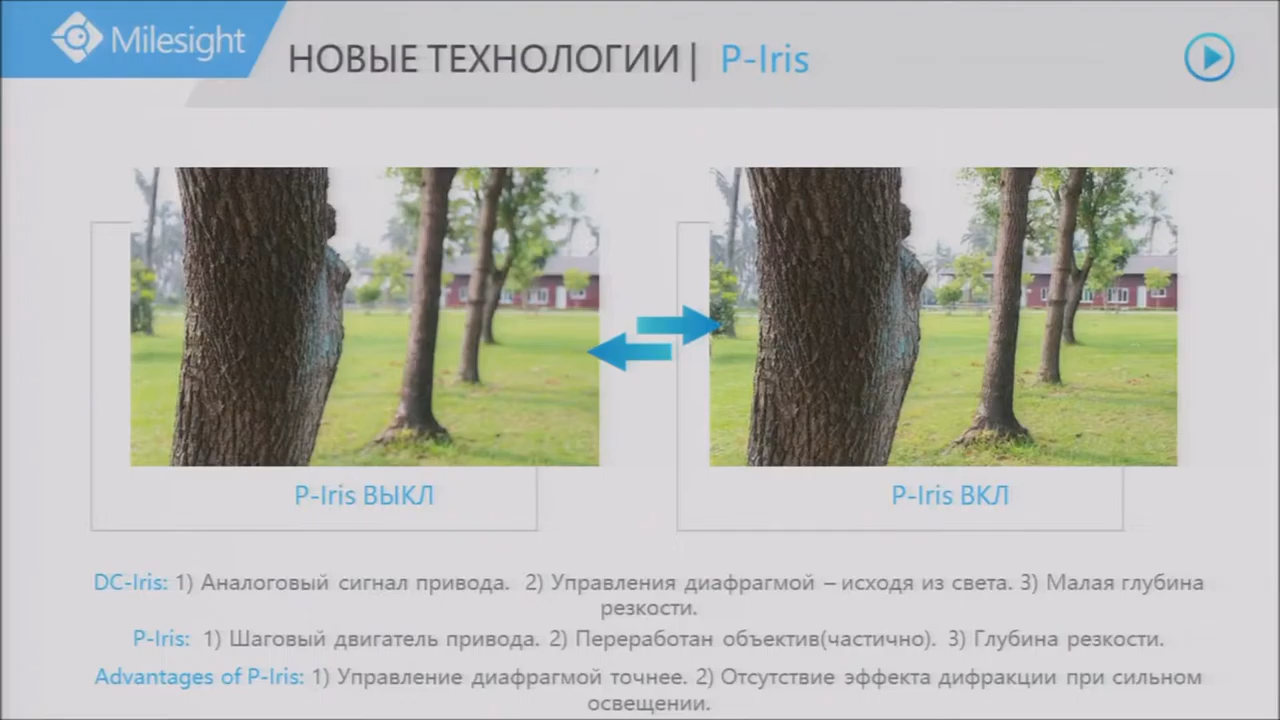 Milesight
НОВЫЕ ТЕХНОЛОГИИ| P-Iris
P-Iris ВЫКЛ
P-Iris ВКЛ
DC-Iris: 1) Аналоговый сигнал привода. 2) Управления диафрагмой – исходя из света. 3) Малая глубина
резкости.
P-Iris: 1) Шаговый двигатель привода. 2) Переработан объектив(частично). 3) Глубина резкости.
Advantages of P-Iris: 1) Управление диафрагмой точнее. 2) Отсутствие эффекта дифракции при сильном
освещении.